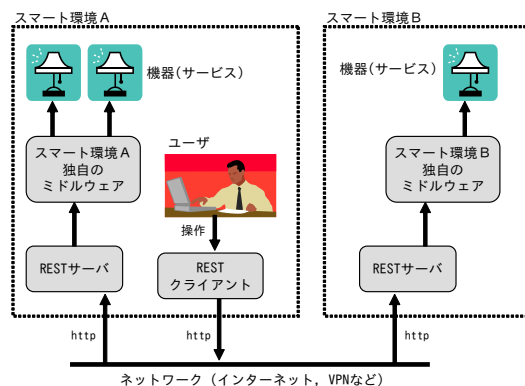 スマート環境A
機器(サービス)
スマート環境A
独自の
ミドルウェア
ユーザ
操作
RESTサーバ
REST
クライアント
http
http
スマート環境B
機器(サービス)
スマート環境B
独自の
ミドルウェア
RESTサーバ
http
ネットワーク (インターネット, VPNなど)